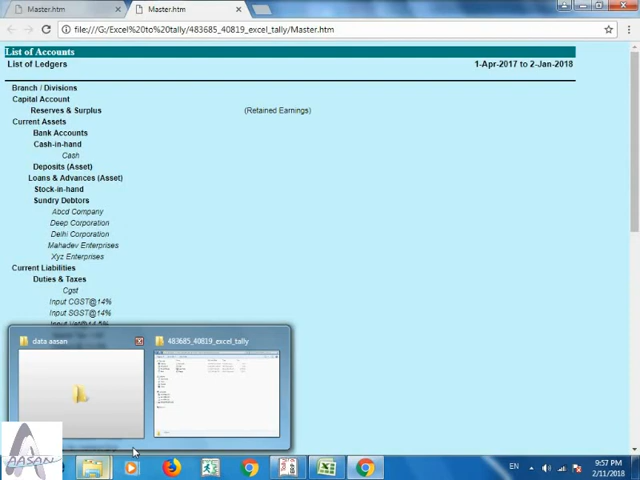 Master.htm
Master.htm
file:///G:/Excel%20to%20tally/483685_40819_excel_tally/Master.htm
List of Accounts
List of Ledgers
1-Apr-2017 to 2-Jan-2018
Branch / Divisions
Capital Account
Reserves & Surplus
(Retained Earnings)
Current Assets
Bank Accounts
Cash-in-hand
Cash
Deposits (Asset)
Loans & Advances (Asset)
Stock-in-hand
Sundry Debtors
Abcd Company
Deep Corporation
Delhi Corporation
Mahadev Enterprises
Xyz Enterprises
Current Liabilities
Duties & Taxes
Cgst
Input CGST@14%
Input SGST@14%
data aasan
483685_40819_excel_tally
AASAN
EN
9:57 PM
2/11/2018